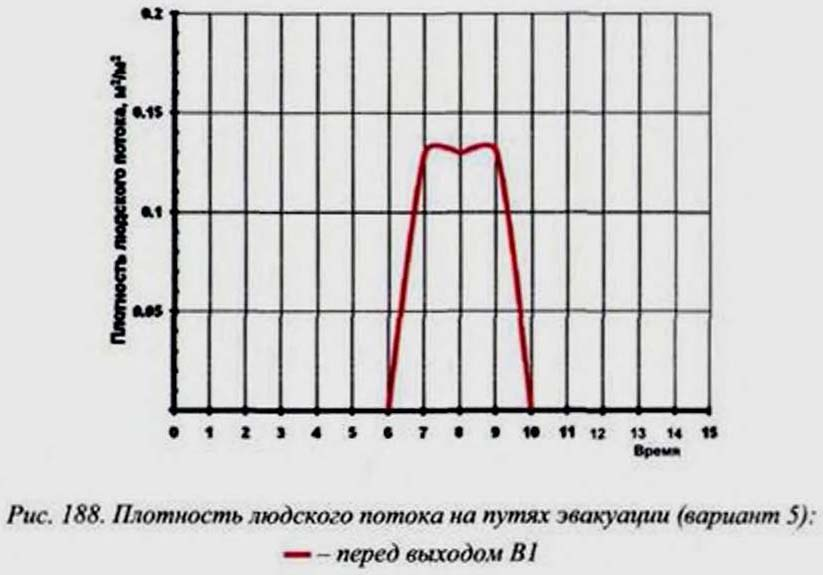 0.2
0.15
0.1
0.05
Плотность людского потока, м²/м²
0 1 2 3 4 5 6 7 8 9 10 11 12 13 14 15
Время
Рис. 188. Плотность людского потока на путях эвакуации (вариант 5):
– перед выходом В1